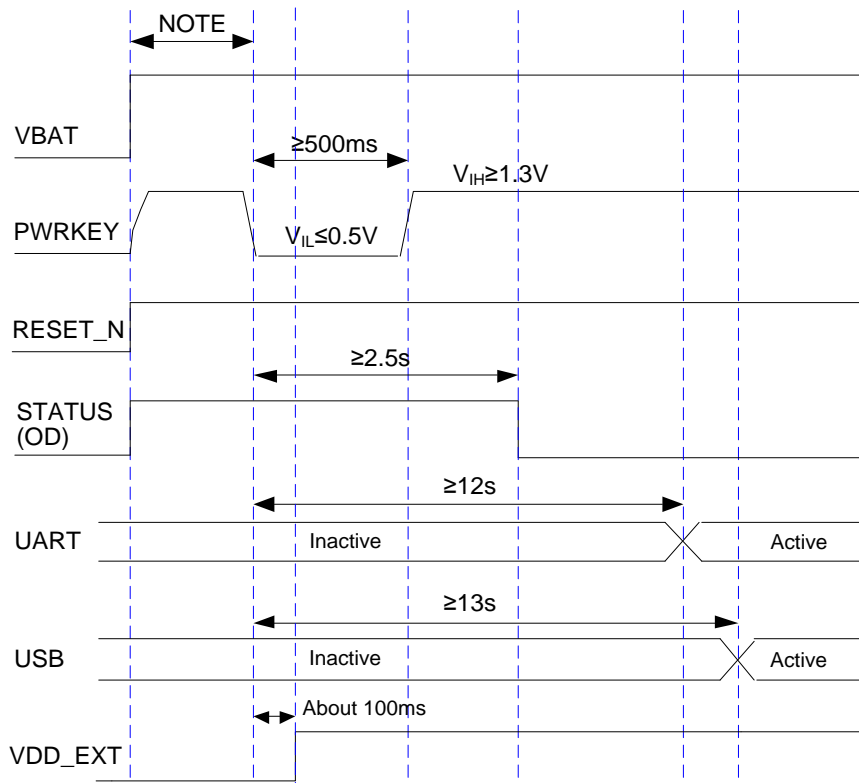 NOTE
VBAT
≥500ms
V_IH≥1.3V
PWRKEY
V_IL≤0.5V
RESET_N
≥2.5s
STATUS
(OD)
≥12s
UART
Inactive
Active
≥13s
USB
Inactive
Active
About 100ms
VDD_EXT